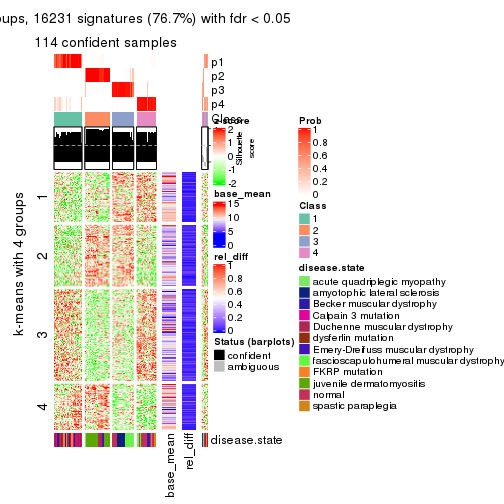 oups, 16231 signatures (76.7%) with fdr < 0.05
114 confident samples
p1
p2
p3
p4
Class
Silhouette
score
k-means with 4 groups
1
2
3
4
base_mean
rel_diff
disease.state
z-score
2
1
0
-1
-2
base_mean
15
10
5
0
rel_diff
1
0.8
0.6
0.4
0.2
0
Status (barplots)
confident
ambiguous
Prob
1
0.8
0.6
0.4
0.2
0
Class
1
2
3
4
disease.state
acute quadriplegic myopathy
amyotophic lateral sclerosis
Becker muscular dystrophy
Calpain 3 mutation
Duchenne muscular dystrophy
dysferlin mutation
Emery-Dreifuss muscular dystrophy
fascioscapulohumeral muscular dystrophy
FKRP mutation
juvenile dermatomyositis
normal
spastic paraplegia